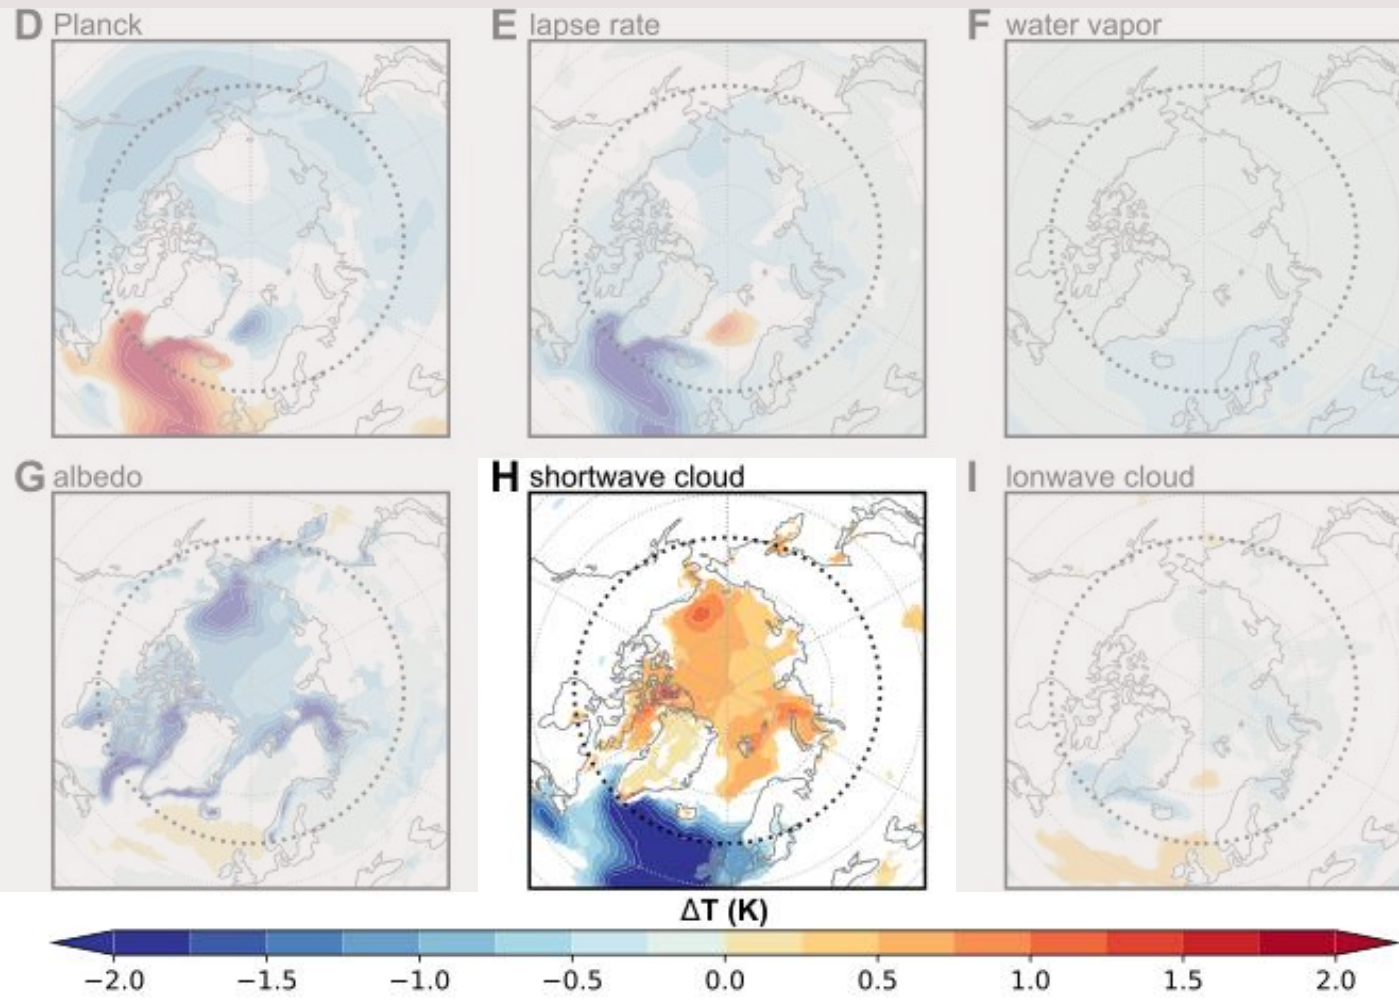 D Planck
E lapse rate
F water vapor
G albedo
H shortwave cloud
I lonwave cloud
ΔT (K)
−2.0 −1.5 −1.0 −0.5 0.0 0.5 1.0 1.5 2.0